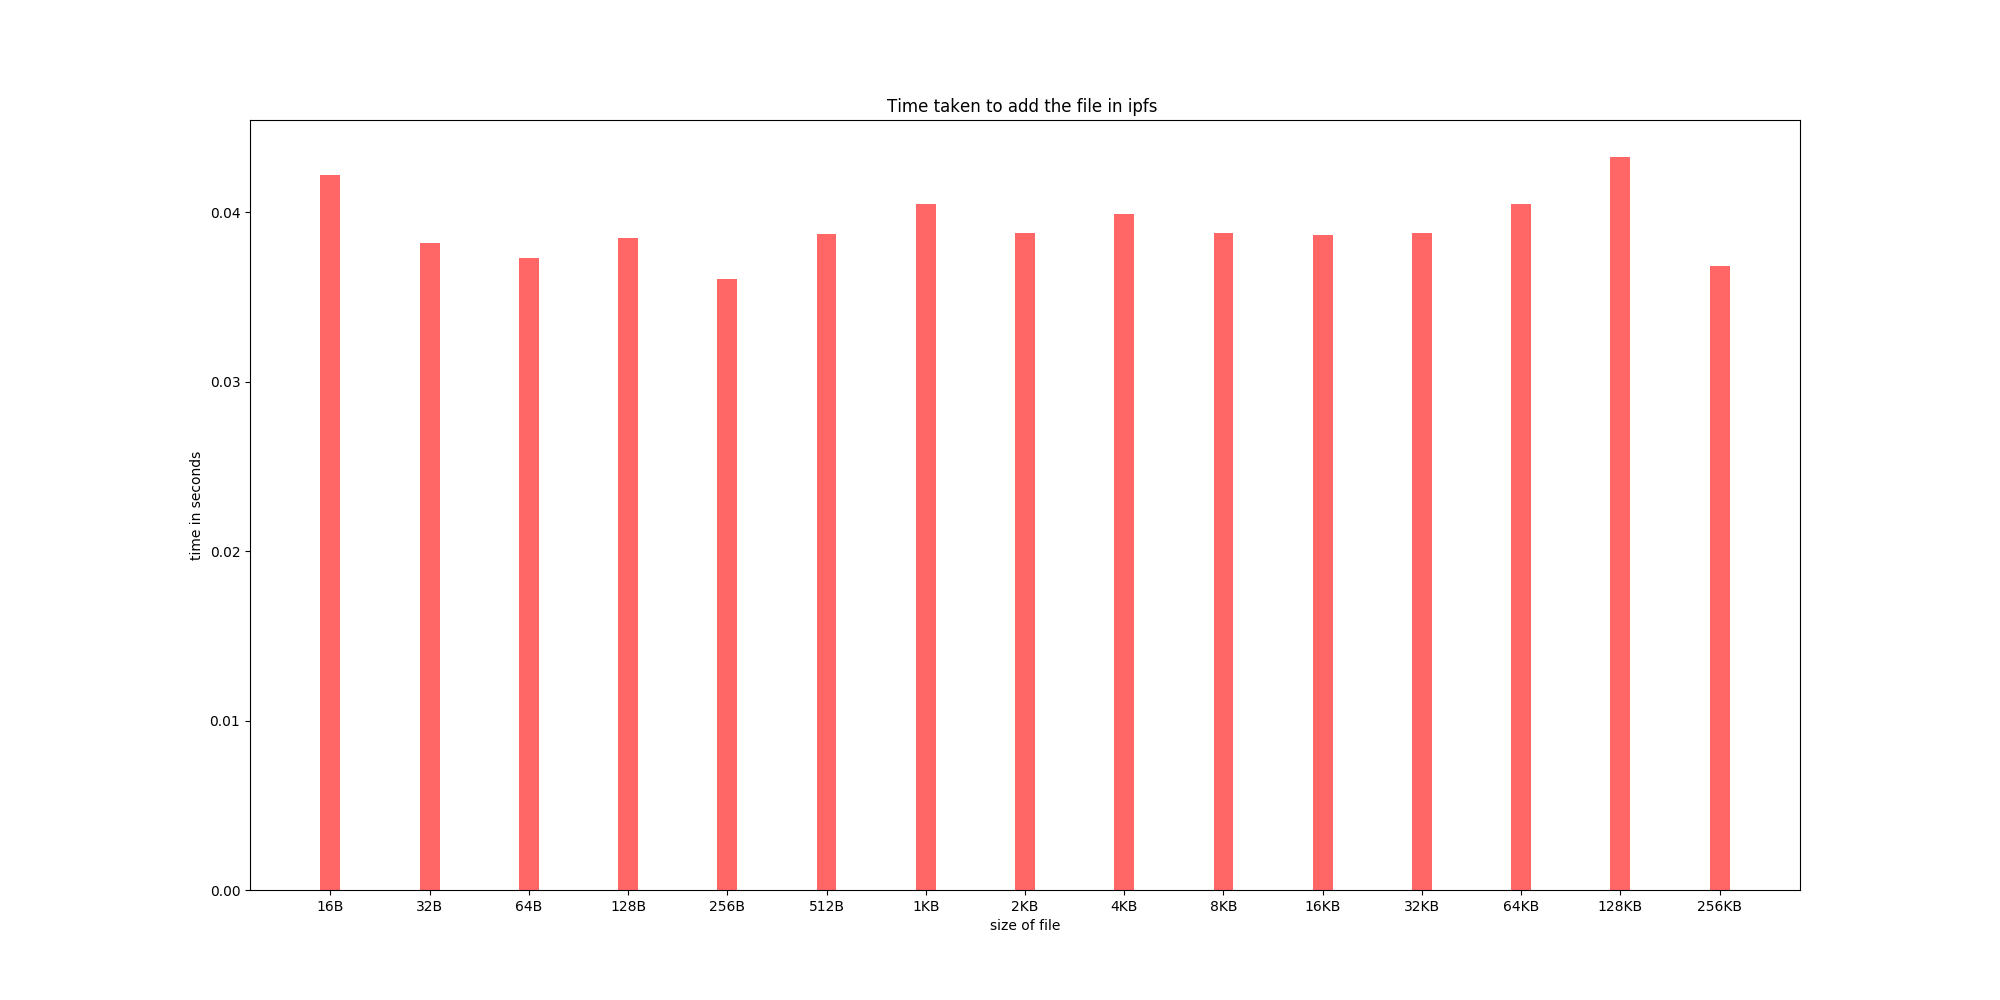 Time taken to add the file in ipfs
time in seconds
0.04
0.03
0.02
0.01
0.00
16B 32B 64B 128B 256B 512B 1KB 2KB 4KB 8KB 16KB 32KB 64KB 128KB 256KB
size of file